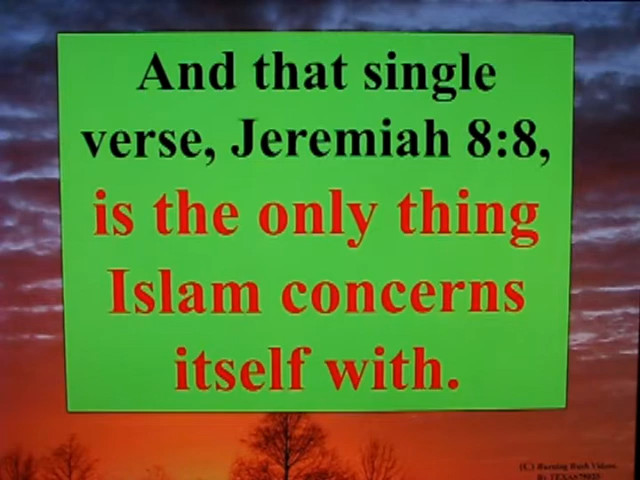 And that single
verse, Jeremiah 8:8,
is the only thing
Islam concerns
itself with.
(C) Burning Bush Videos.